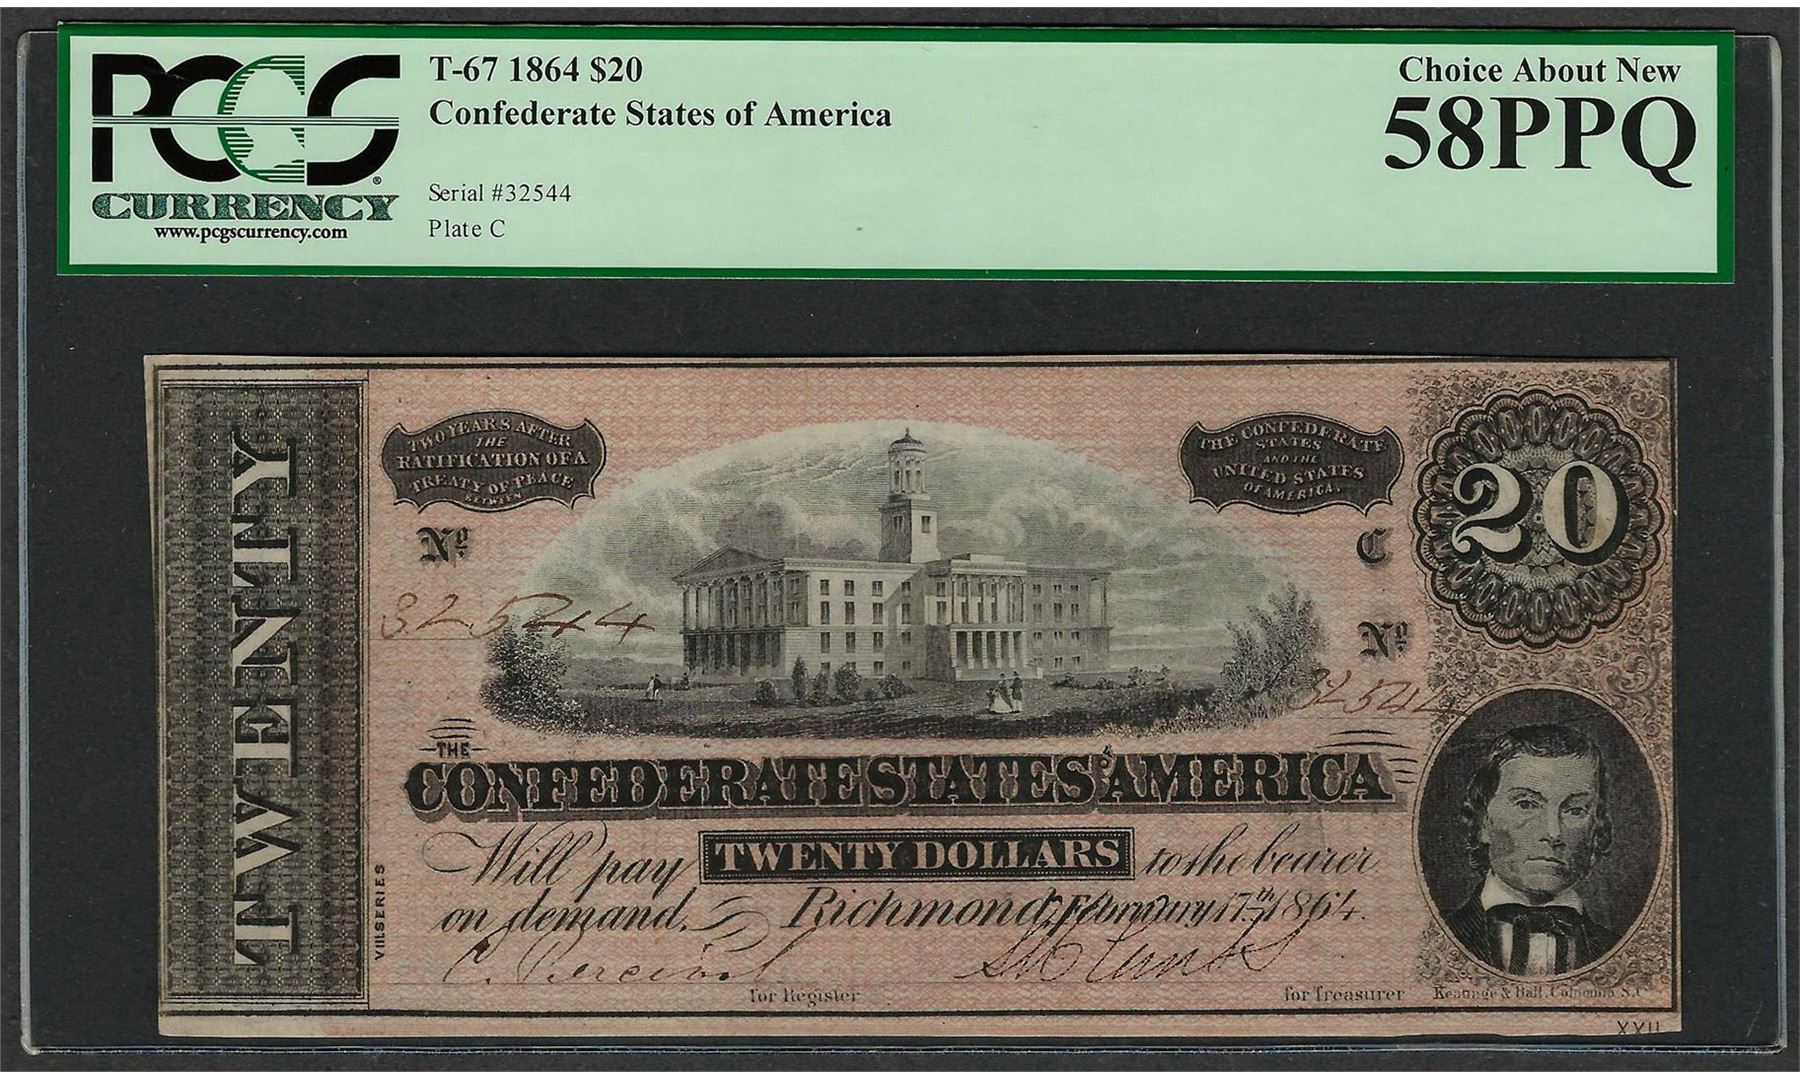 PCGS
CURRENCY
www.pcgscurrency.com
T-67 1864 $20
Confederate States of America
Serial #32544
Plate C
Choice About New
58PPQ
TWENTY
TWO YEARS AFTER
THE
RATIFICATION OF A
TREATY OF PEACE
BETWEEN
THE CONFEDERATE
STATES
AND THE
UNITED STATES
OF AMERICA.
20
Nº
C
32544
Nº
32544
THE
CONFEDERATE STATES OF AMERICA
Will pay TWENTY DOLLARS to the bearer
on demand. Richmond, February 17th 1864.
VII SERIES
C. Percival
for Register
for Treasurer
Keatinge & Ball, Columbia, S.C.
XXII